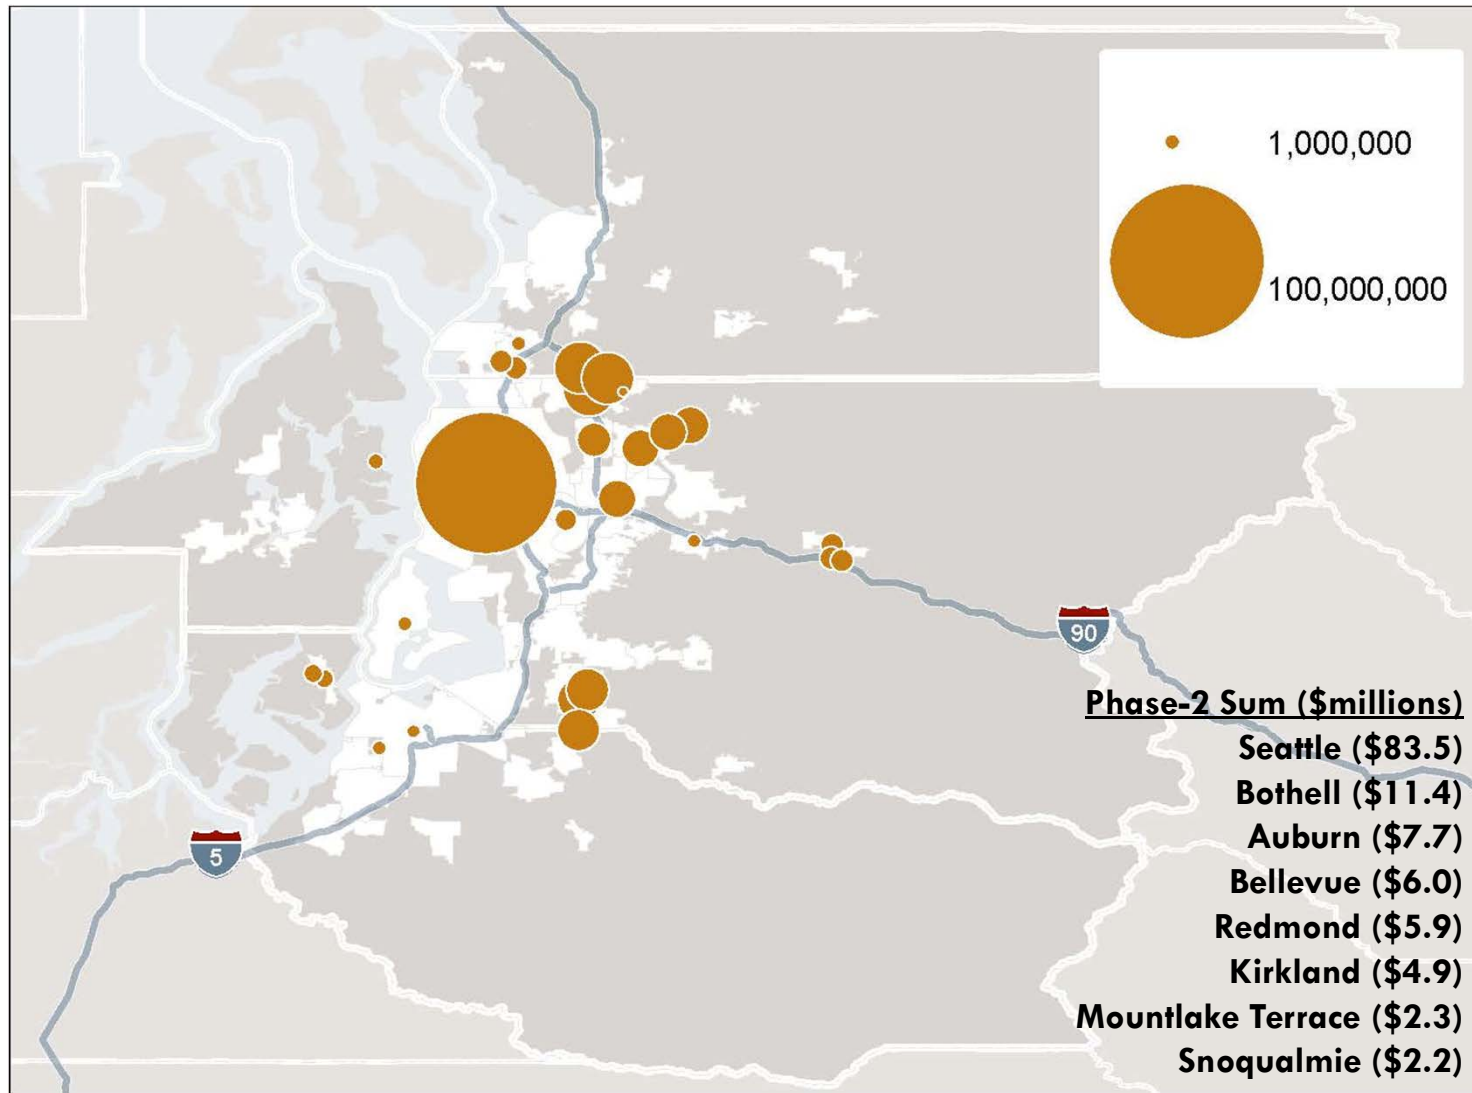 1,000,000
100,000,000
90
5
Phase-2 Sum ($millions)
Seattle ($83.5)
Bothell ($11.4)
Auburn ($7.7)
Bellevue ($6.0)
Redmond ($5.9)
Kirkland ($4.9)
Mountlake Terrace ($2.3)
Snoqualmie ($2.2)